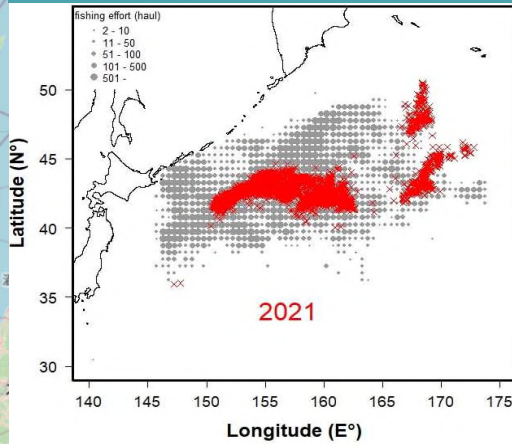 fishing effort (haul)
2 - 10
11 - 50
51 - 100
101 - 500
501 -
50
45
40
35
30
Latitude (N°)
2021
140 145 150 155 160 165 170 175
Longitude (E°)